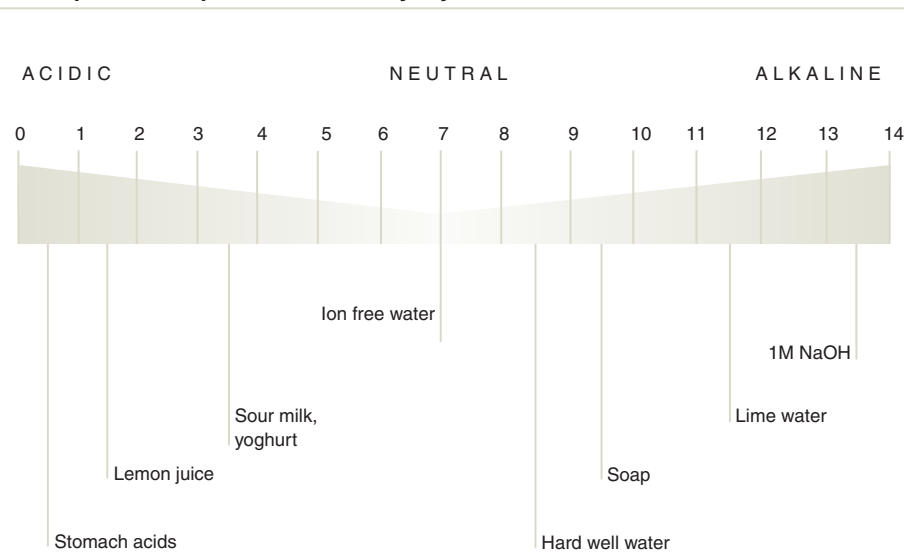 ACIDIC NEUTRAL ALKALINE
0 1 2 3 4 5 6 7 8 9 10 11 12 13 14
Ion free water
1M NaOH
Sour milk,
yoghurt
Lime water
Lemon juice
Soap
Stomach acids
Hard well water